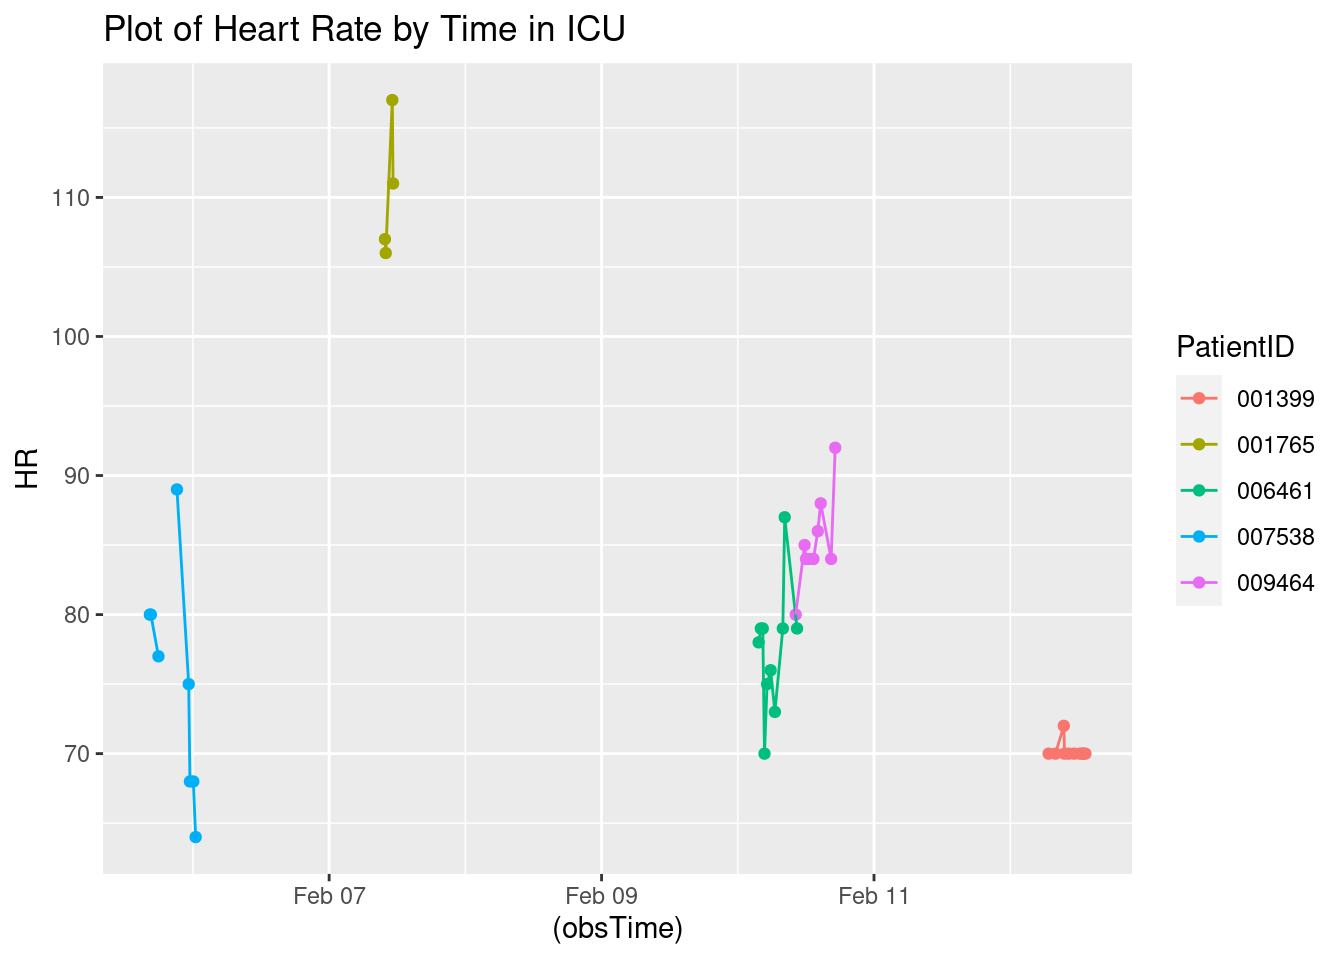 Plot of Heart Rate by Time in ICU
110
100
90
80
70
HR
Feb 07
Feb 09
Feb 11
(obsTime)
PatientID
001399
001765
006461
007538
009464